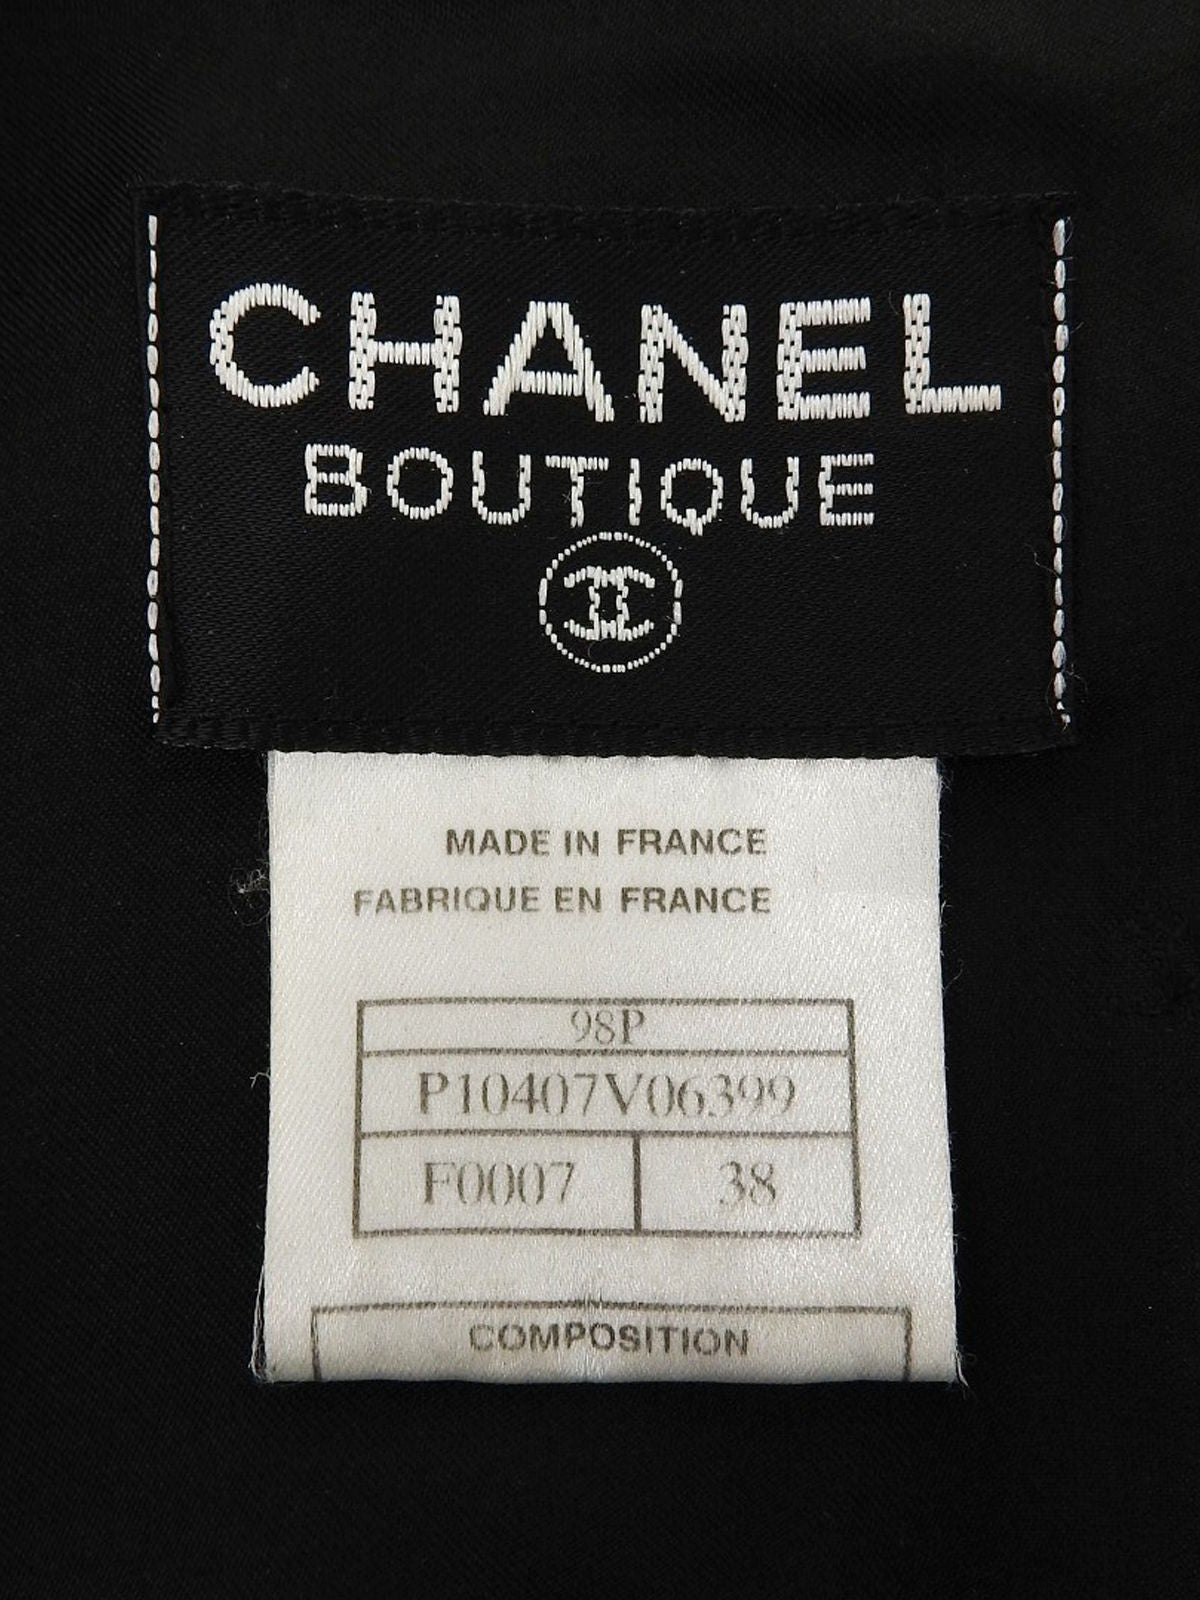 CHANEL
BOUTIQUE
MADE IN FRANCE
FABRIQUE EN FRANCE
98P
P10407V06399
F0007 38
COMPOSITION